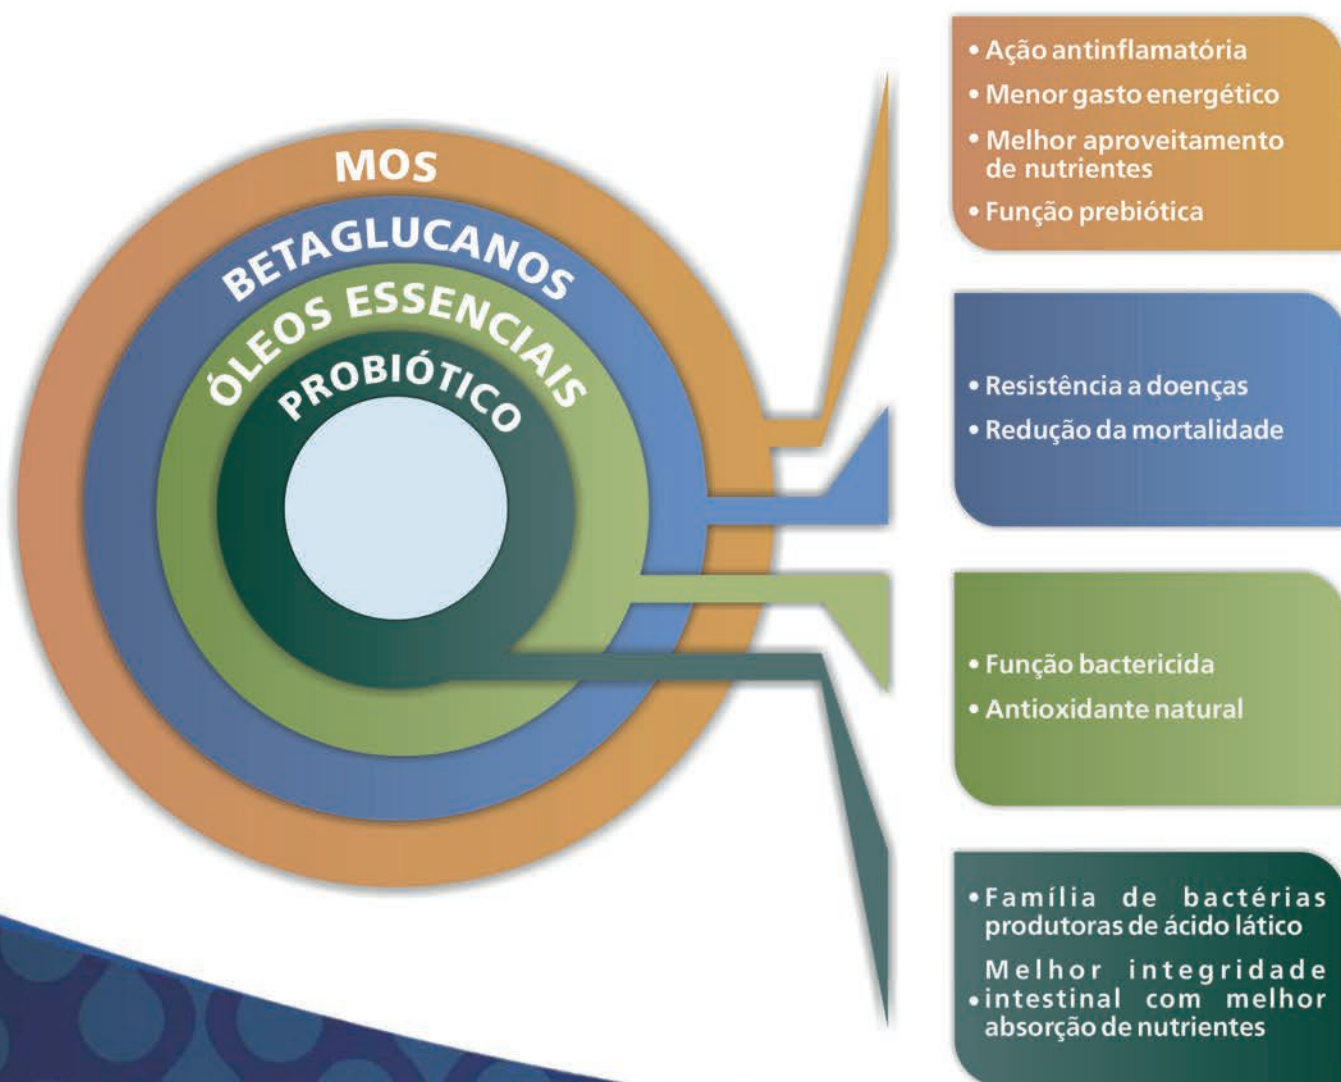 MOS
BETAGLUCANOS
ÓLEOS ESSENCIAIS
PROBIÓTICO
• Ação antinflamatória
• Menor gasto energético
• Melhor aproveitamento
de nutrientes
• Função prebiótica
• Resistência a doenças
• Redução da mortalidade
• Função bactericida
• Antioxidante natural
• Família de bactérias
produtoras de ácido lático
Melhor integridade
• intestinal com melhor
absorção de nutrientes